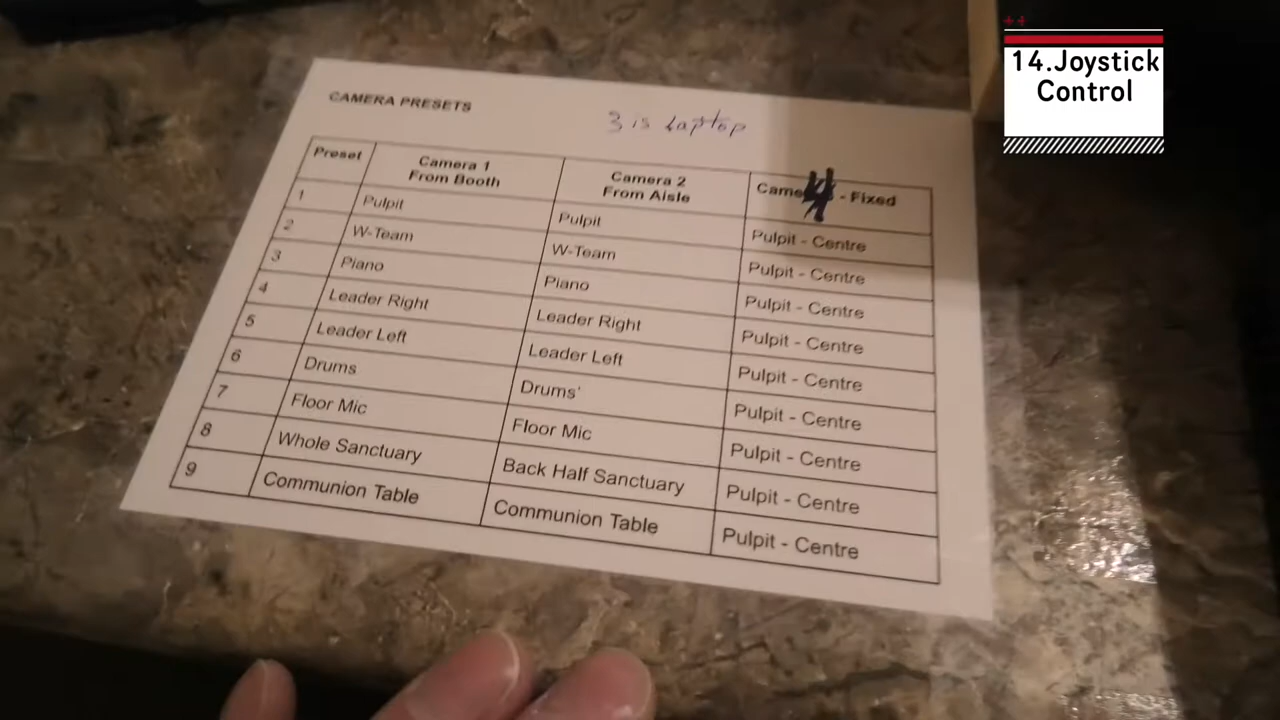 ++
14.Joystick
Control
CAMERA PRESETS
3 is Laptop
Preset Camera 1 From Booth Camera 2 From Aisle Came 4 - Fixed
1 Pulpit Pulpit Pulpit - Centre
2 W-Team W-Team Pulpit - Centre
3 Piano Piano Pulpit - Centre
4 Leader Right Leader Right Pulpit - Centre
5 Leader Left Leader Left Pulpit - Centre
6 Drums Drums' Pulpit - Centre
7 Floor Mic Floor Mic Pulpit - Centre
8 Whole Sanctuary Back Half Sanctuary Pulpit - Centre
9 Communion Table Communion Table Pulpit - Centre